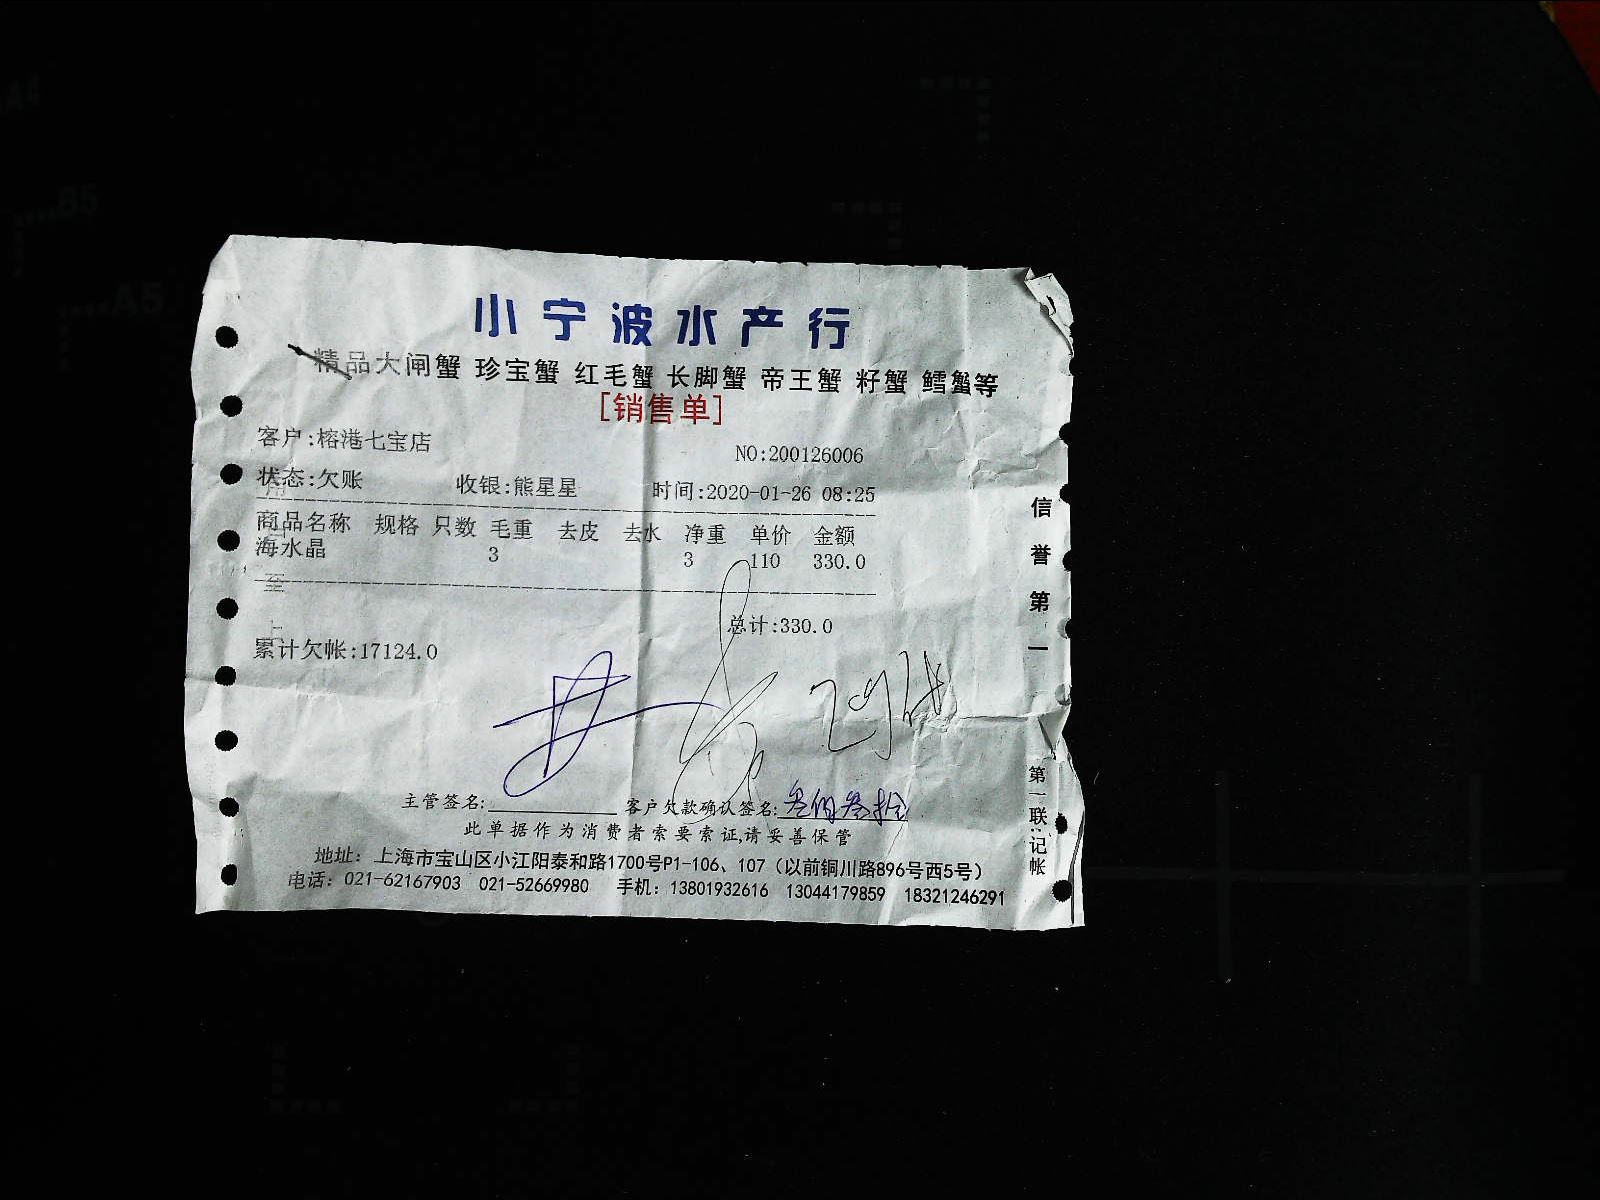 小宁波水产行
精品大闸蟹 珍宝蟹 红毛蟹 长脚蟹 帝王蟹 籽蟹 鳕蟹等
[销售单]
客户:榕港七宝店
NO:200126006
状态:欠账 收银:熊星星 时间:2020-01-26 08:25
商品名称 规格 只数 毛重 去皮 去水 净重 单价 金额
海水晶 3 3 110 330.0
总计:330.0
累计欠帐:17124.0
主管签名: 客户欠款确认签名:叁佰叁拾
此单据作为消费者索要索证,请妥善保管
地址：上海市宝山区小江阳泰和路1700号P1-106、107（以前铜川路896号西5号）
电话：021-62167903 021-52669980 手机：13801932616 13044179859 18321246291
信誉第一
第一联:记帐
A4
B5
A5